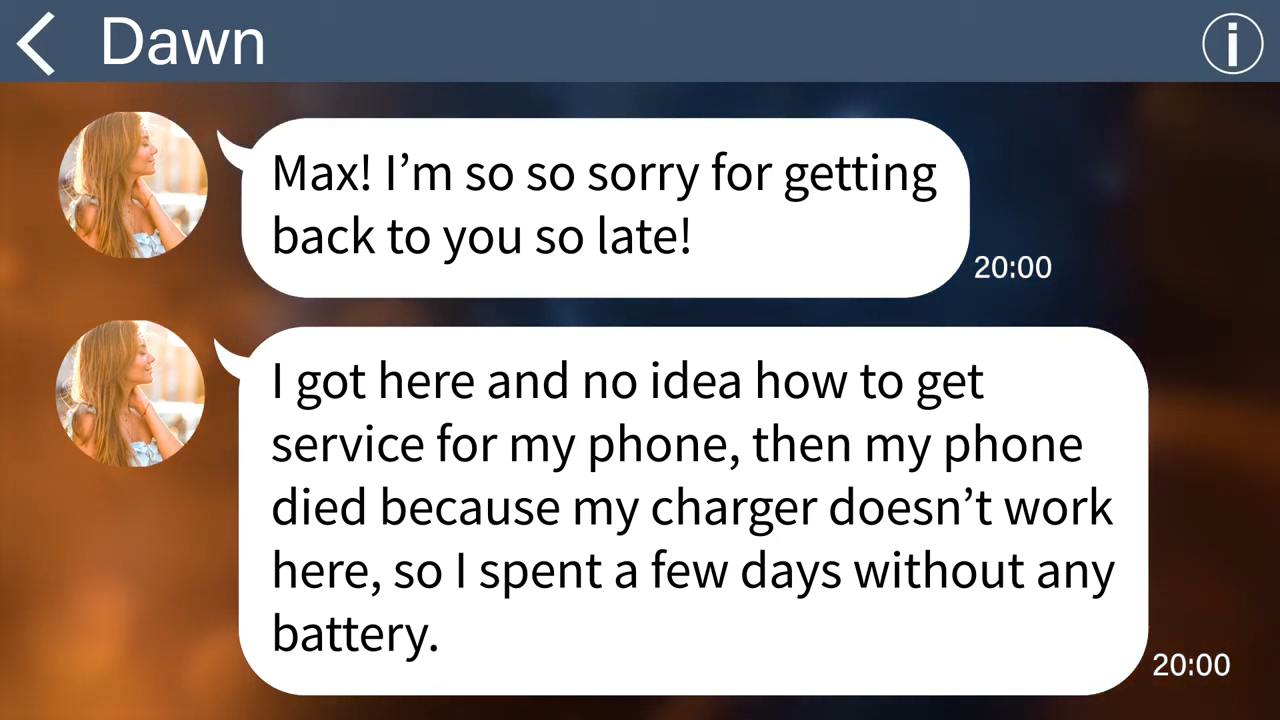 Dawn
Max! I’m so so sorry for getting
back to you so late!
20:00
I got here and no idea how to get
service for my phone, then my phone
died because my charger doesn’t work
here, so I spent a few days without any
battery.
20:00